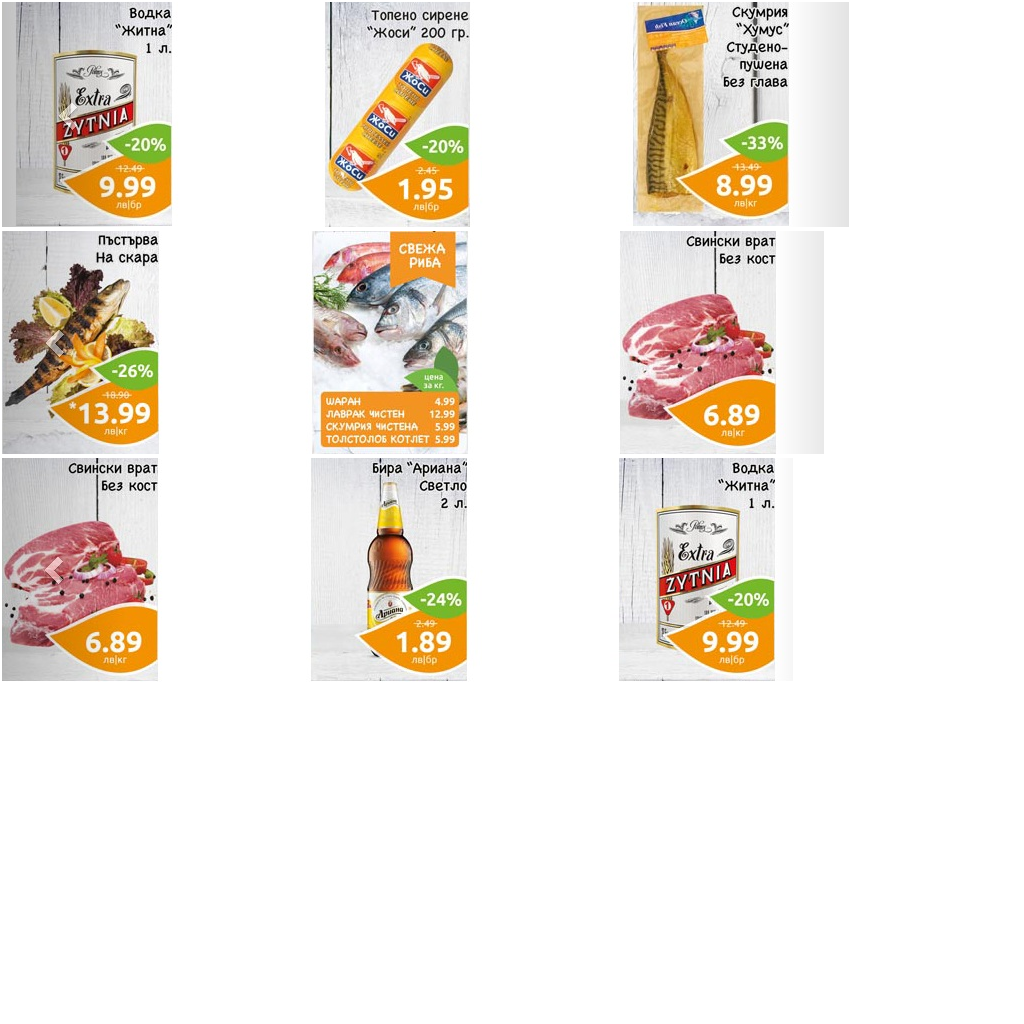 Водка
"Житна"
1 л.
Extra
ZYTNIA
-20%
12.49
9.99
лв|бр
Топено сирене
"Жоси" 200 гр.
ЖоСи
ЖоСи
ЖоСи
-20%
2.45
1.95
лв|бр
Скумрия
"Хумус"
Студено-
пушена
Без глава
Ocean Fish
-33%
13.49
8.99
лв|кг
Пъстърва
На скара
-26%
18.90
*13.99
лв|кг
СВЕЖА
РИБА
цена
за кг.
ШАРАН 4.99
ЛАВРАК ЧИСТЕН 12.99
СКУМРИЯ ЧИСТЕНА 5.99
ТОЛСТОЛОБ КОТЛЕТ 5.99
Свински врат
Без кост
6.89
лв|кг
Свински врат
Без кост
6.89
лв|кг
Бира "Ариана"
Светло
2 л.
Ариана
-24%
2.49
1.89
лв|бр
Водка
"Житна"
1 л.
Extra
ZYTNIA
-20%
12.49
9.99
лв|бр